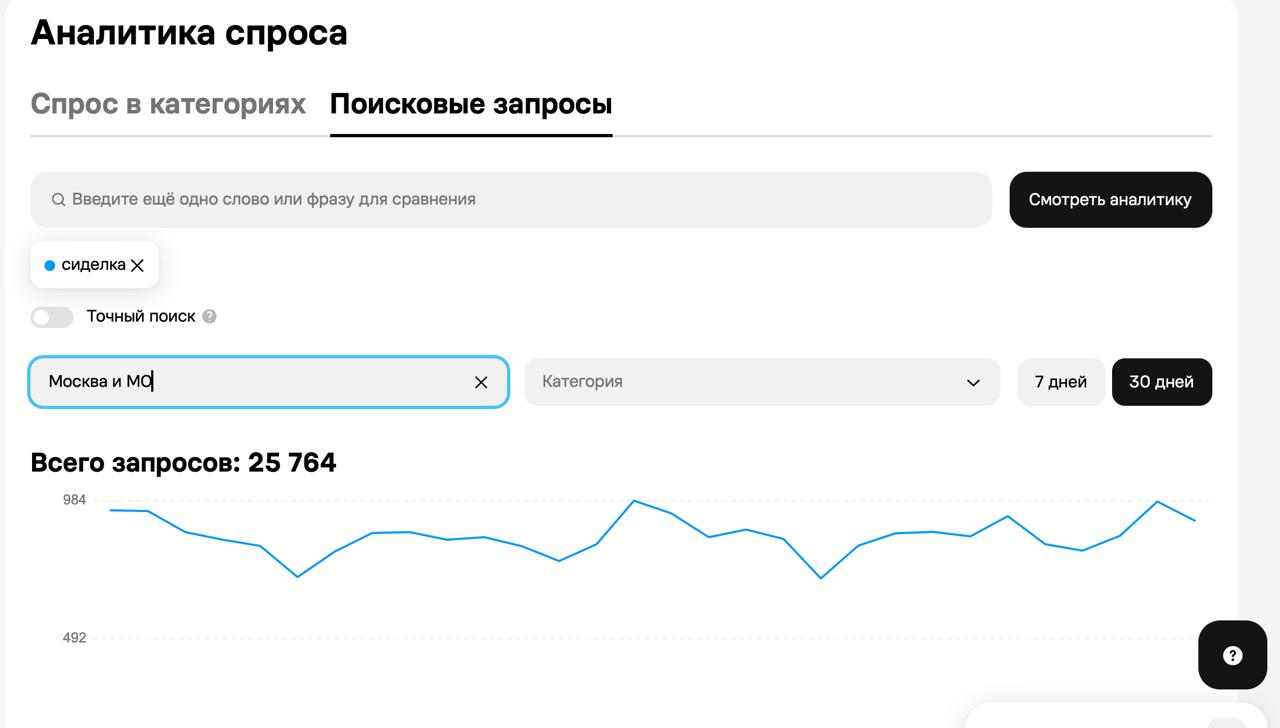 Аналитика спроса
Спрос в категориях Поисковые запросы
Введите ещё одно слово или фразу для сравнения Смотреть аналитику
сиделка
Точный поиск ?
Москва и МО Категория 7 дней 30 дней
Всего запросов: 25 764
984
492
?